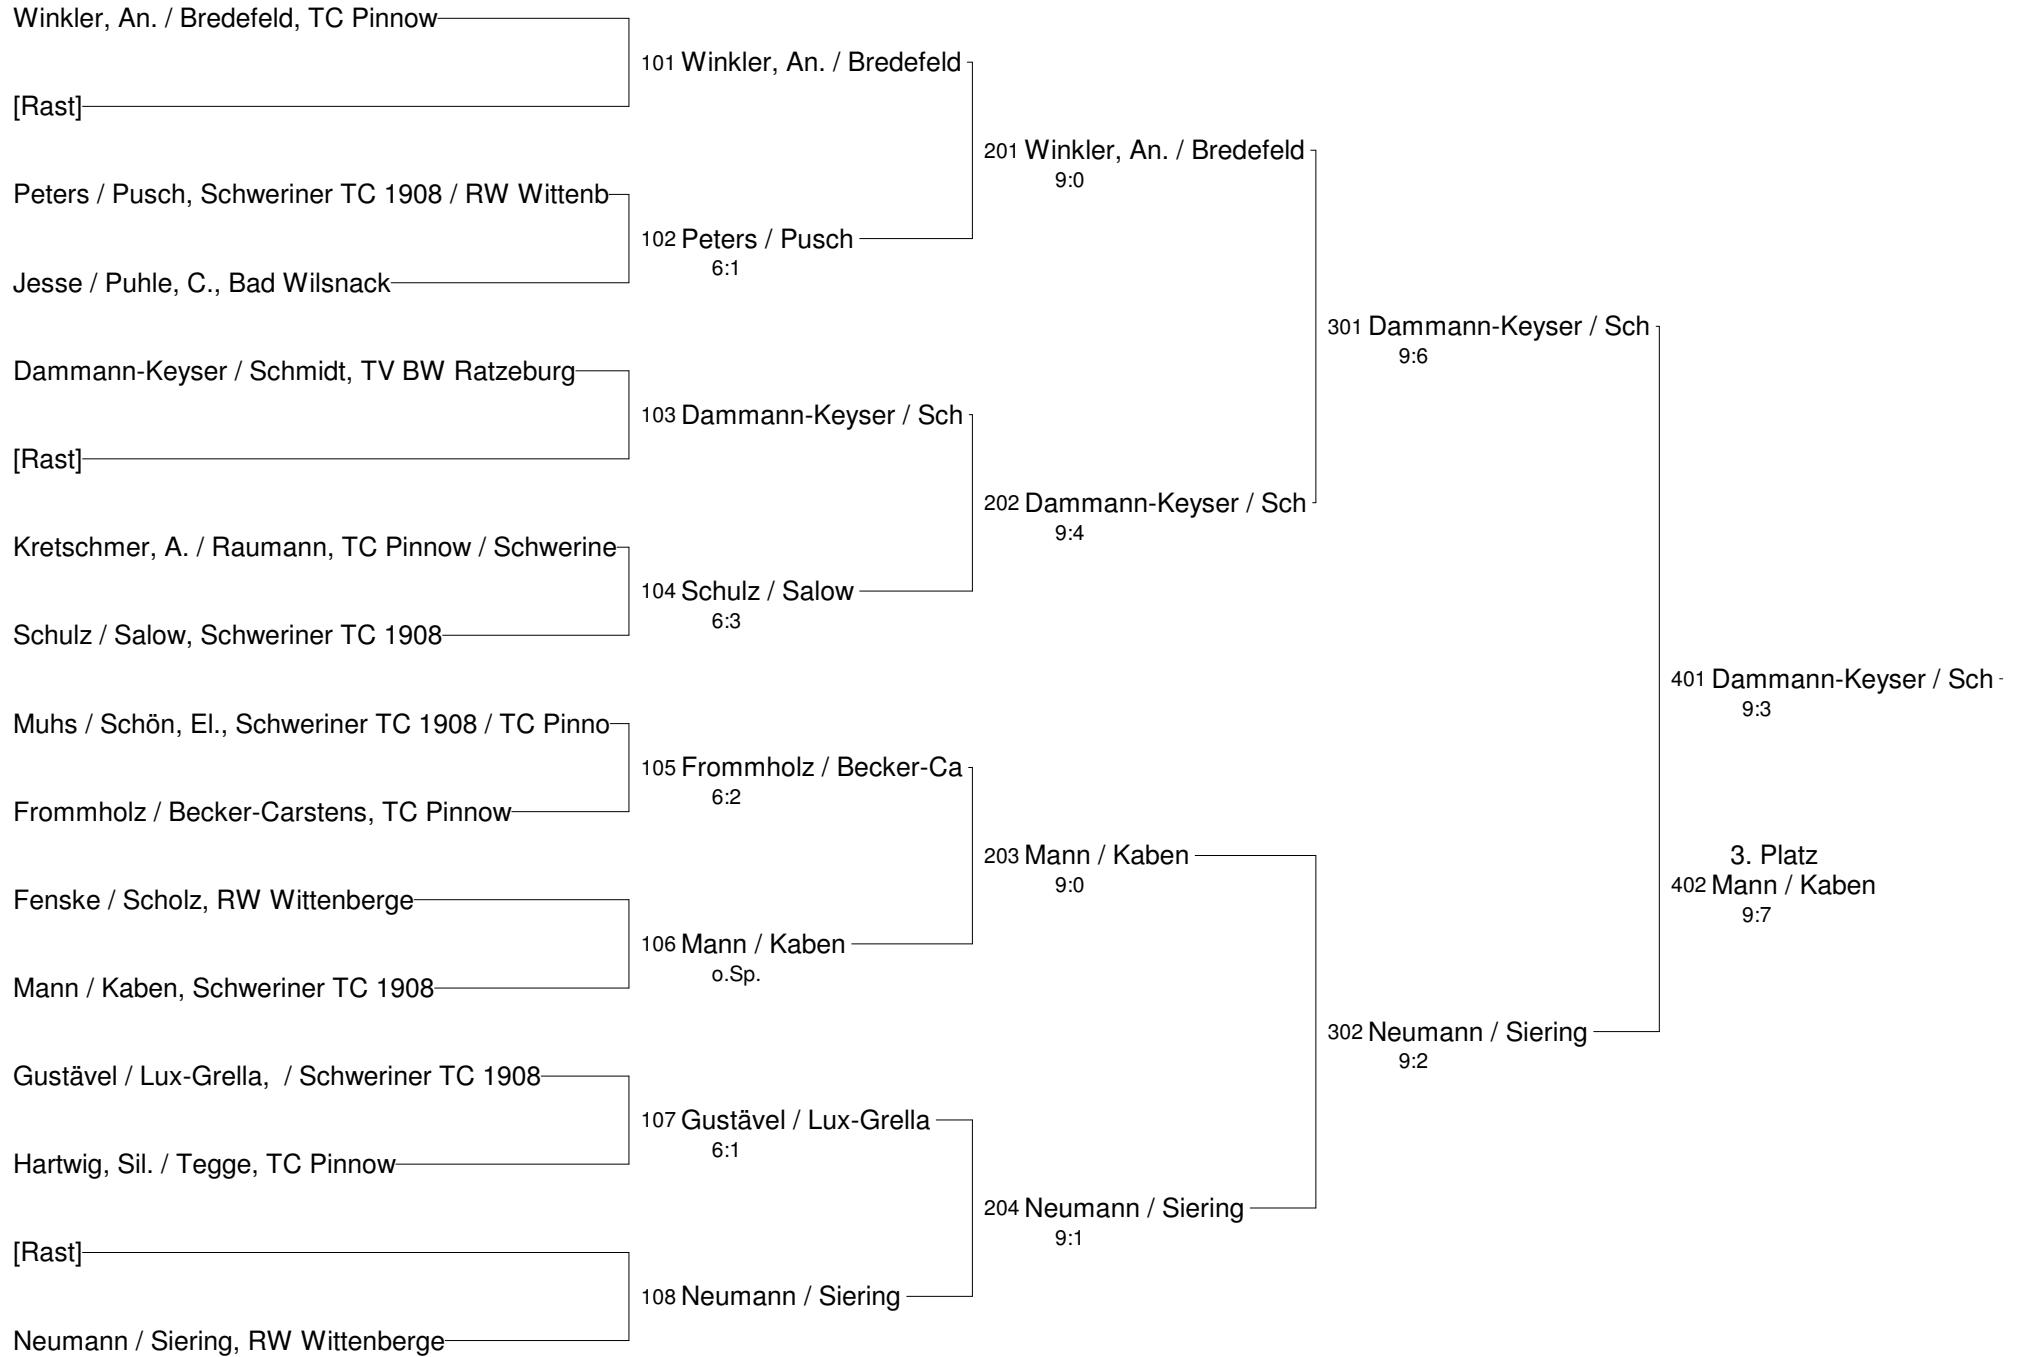 Winkler, An. / Bredefeld, TC Pinnow
[Rast]
Peters / Pusch, Schweriner TC 1908 / RW Wittenb
Jesse / Puhle, C., Bad Wilsnack
Dammann-Keyser / Schmidt, TV BW Ratzeburg
[Rast]
Kretschmer, A. / Raumann, TC Pinnow / Schwerine
Schulz / Salow, Schweriner TC 1908
Muhs / Schön, El., Schweriner TC 1908 / TC Pinno
Frommholz / Becker-Carstens, TC Pinnow
Fenske / Scholz, RW Wittenberge
Mann / Kaben, Schweriner TC 1908
Gustävel / Lux-Grella,  / Schweriner TC 1908
Hartwig, Sil. / Tegge, TC Pinnow
[Rast]
Neumann / Siering, RW Wittenberge
101 Winkler, An. / Bredefeld
102 Peters / Pusch
6:1
103 Dammann-Keyser / Sch
104 Schulz / Salow
6:3
105 Frommholz / Becker-Ca
6:2
106 Mann / Kaben
o.Sp.
107 Gustävel / Lux-Grella
6:1
108 Neumann / Siering
201 Winkler, An. / Bredefeld
9:0
202 Dammann-Keyser / Sch
9:4
203 Mann / Kaben
9:0
204 Neumann / Siering
9:1
301 Dammann-Keyser / Sch
9:6
302 Neumann / Siering
9:2
401 Dammann-Keyser / Sch
9:3
3. Platz
402 Mann / Kaben
9:7